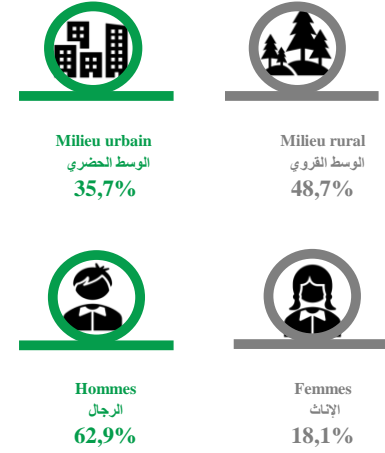 Milieu urbain
الوسط الحضري
35,7%
Milieu rural
الوسط القروي
48,7%
Hommes
الرجال
62,9%
Femmes
الإناث
18,1%